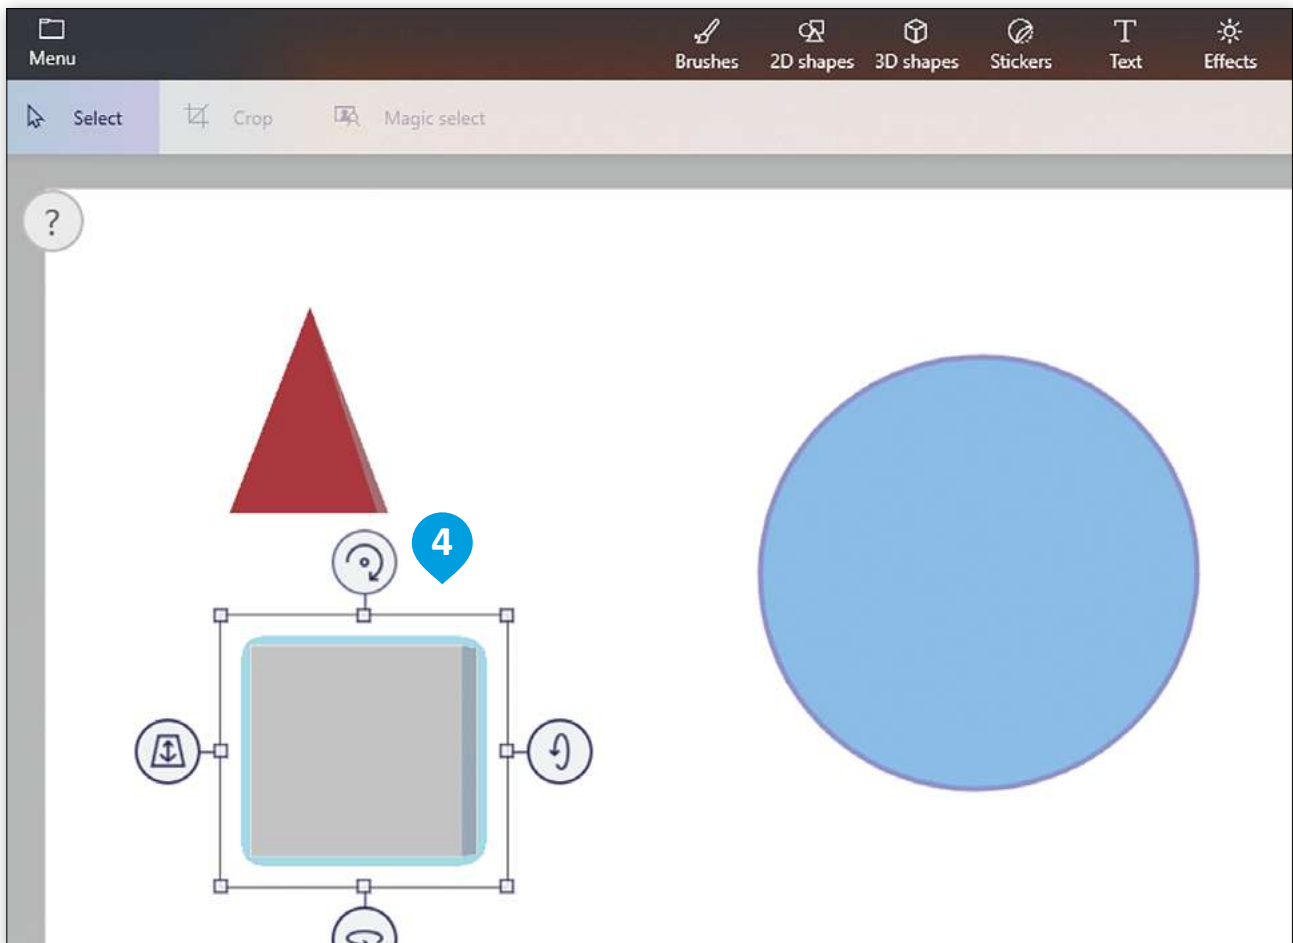 Menu
Brushes
2D shapes
3D shapes
Stickers
T
Text
Effects
Select
Crop
Magic select
?
4